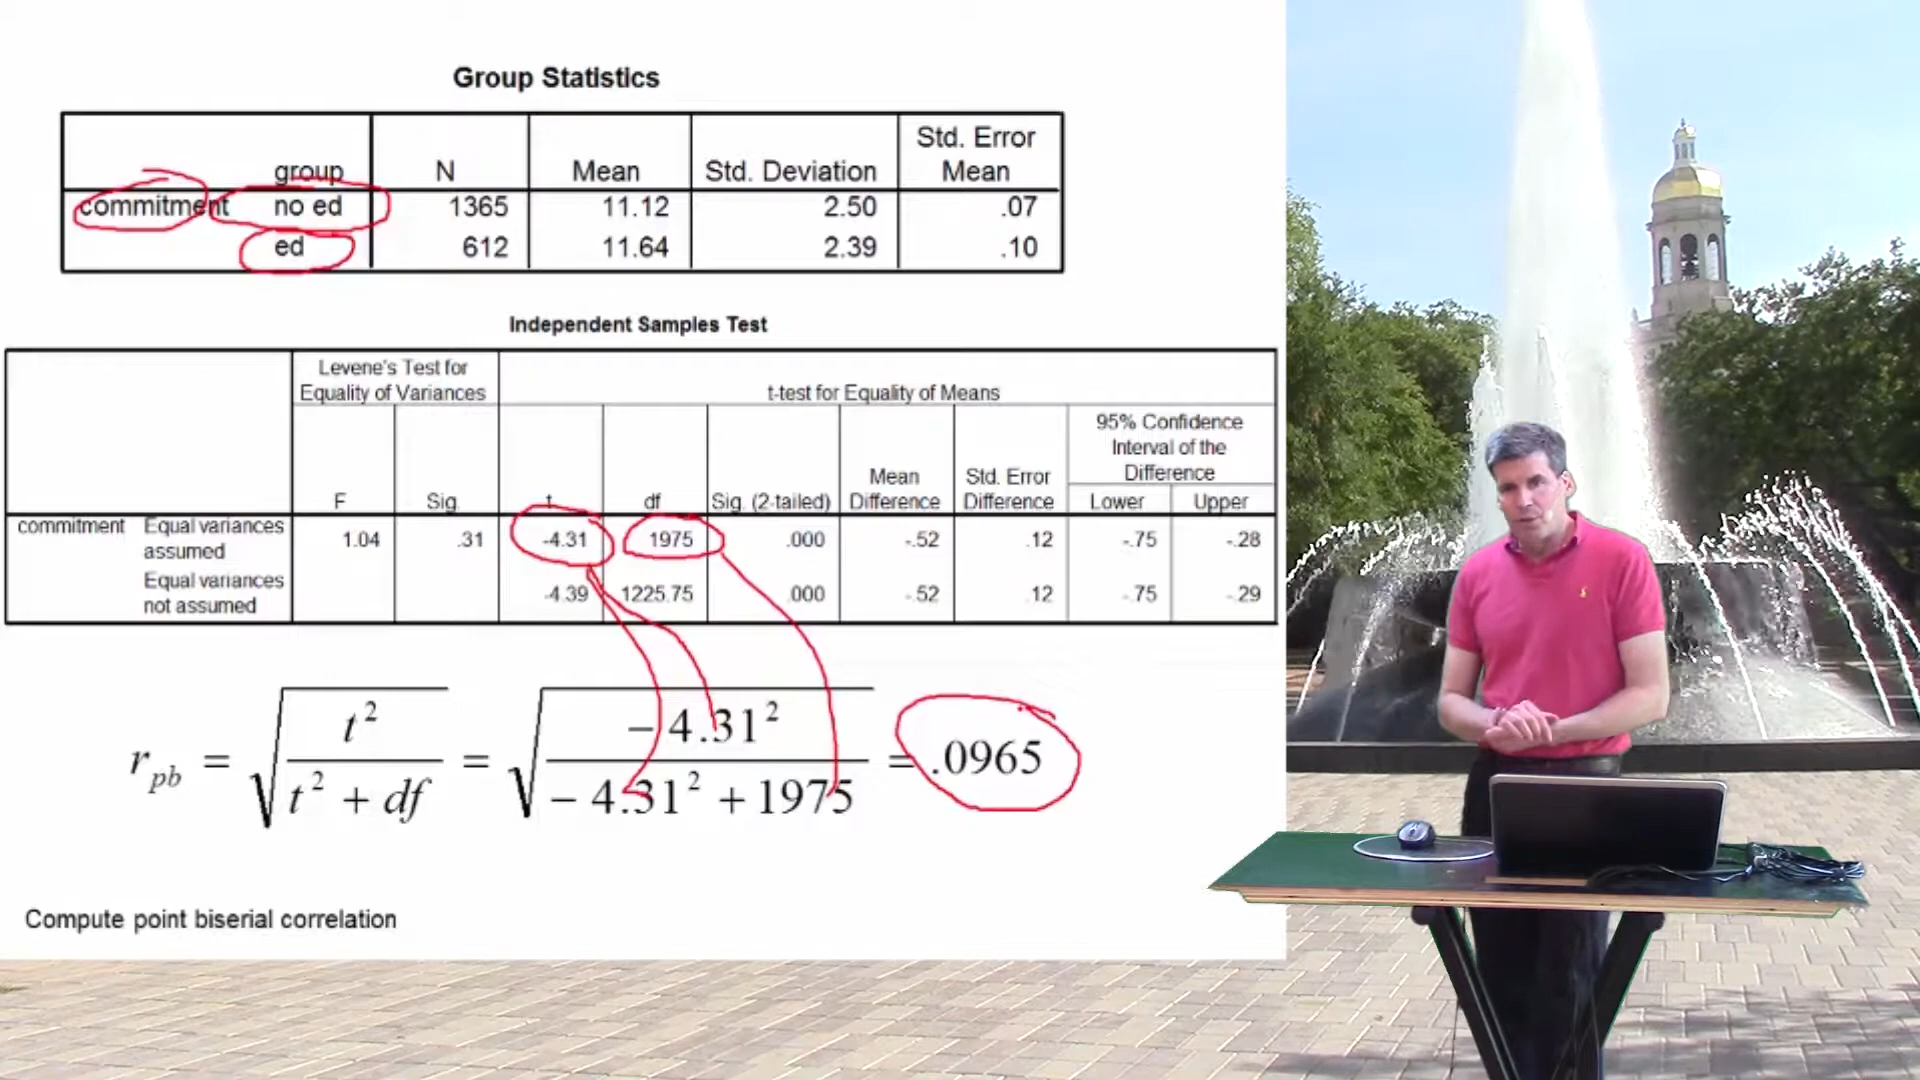 Group Statistics
group N Mean Std. Deviation Std. Error Mean
commitment no ed 1365 11.12 2.50 .07
ed 612 11.64 2.39 .10
Independent Samples Test
Levene's Test for Equality of Variances t-test for Equality of Means
95% Confidence Interval of the Difference
F Sig. t df Sig. (2-tailed) Mean Difference Std. Error Difference Lower Upper
commitment Equal variances assumed 1.04 .31 -4.31 1975 .000 -.52 .12 -.75 -.28
Equal variances not assumed -4.39 1225.75 .000 -.52 .12 -.75 -.29
r_pb = √(t² / (t² + df)) = √(−4.31² / (−4.31² + 1975)) = .0965
Compute point biserial correlation